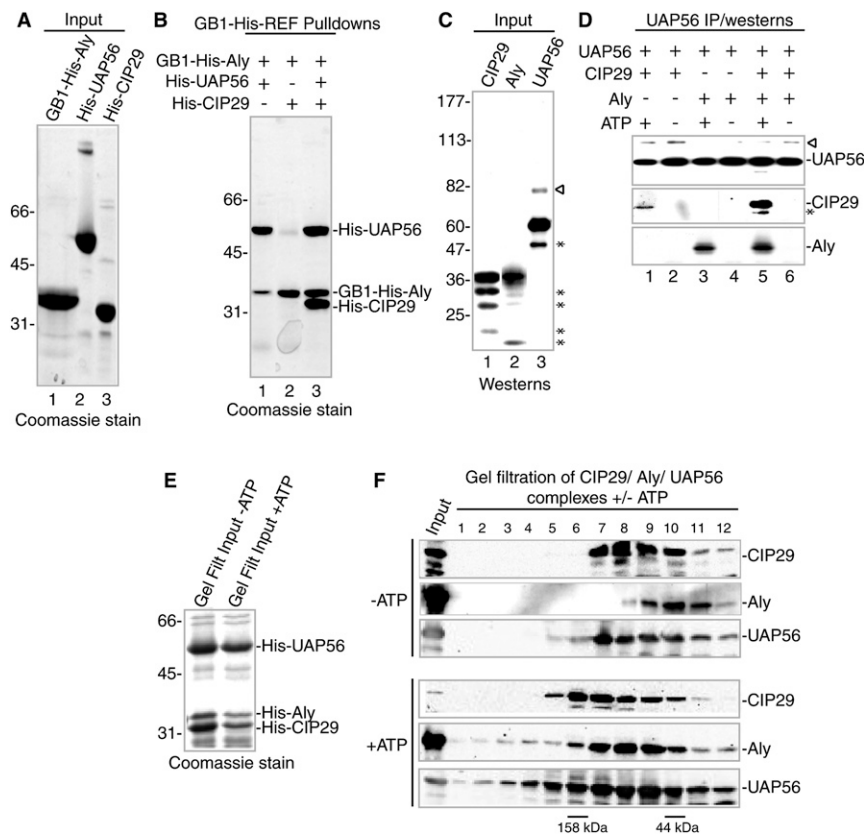 A
Input
GB1-His-Aly
His-UAP56
His-CIP29
66-
45-
31-
1 2 3
Coomassie stain
B
GB1-His-REF Pulldowns
GB1-His-Aly + + +
His-UAP56 + - +
His-CIP29 - + +
66-
45-
31-
-His-UAP56
-GB1-His-Aly
-His-CIP29
1 2 3
Coomassie stain
C
Input
CIP29
Aly
UAP56
177-
113-
82-
60-
47-
36-
25-
*
*
*
*
*
1 2 3
Westerns
D
UAP56 IP/westerns
UAP56 + + + + + +
CIP29 + + - - + +
Aly - - + + + +
ATP + - + - + -
-UAP56
-CIP29
*
-Aly
1 2 3 4 5 6
E
Gel Filt Input -ATP
Gel Filt Input +ATP
66-
45-
31-
-His-UAP56
-His-Aly
-His-CIP29
Coomassie stain
F
Gel filtration of CIP29/ Aly/ UAP56
complexes +/- ATP
Input
1 2 3 4 5 6 7 8 9 10 11 12
-ATP
-CIP29
-Aly
-UAP56
+ATP
-CIP29
-Aly
-UAP56
158 kDa 44 kDa